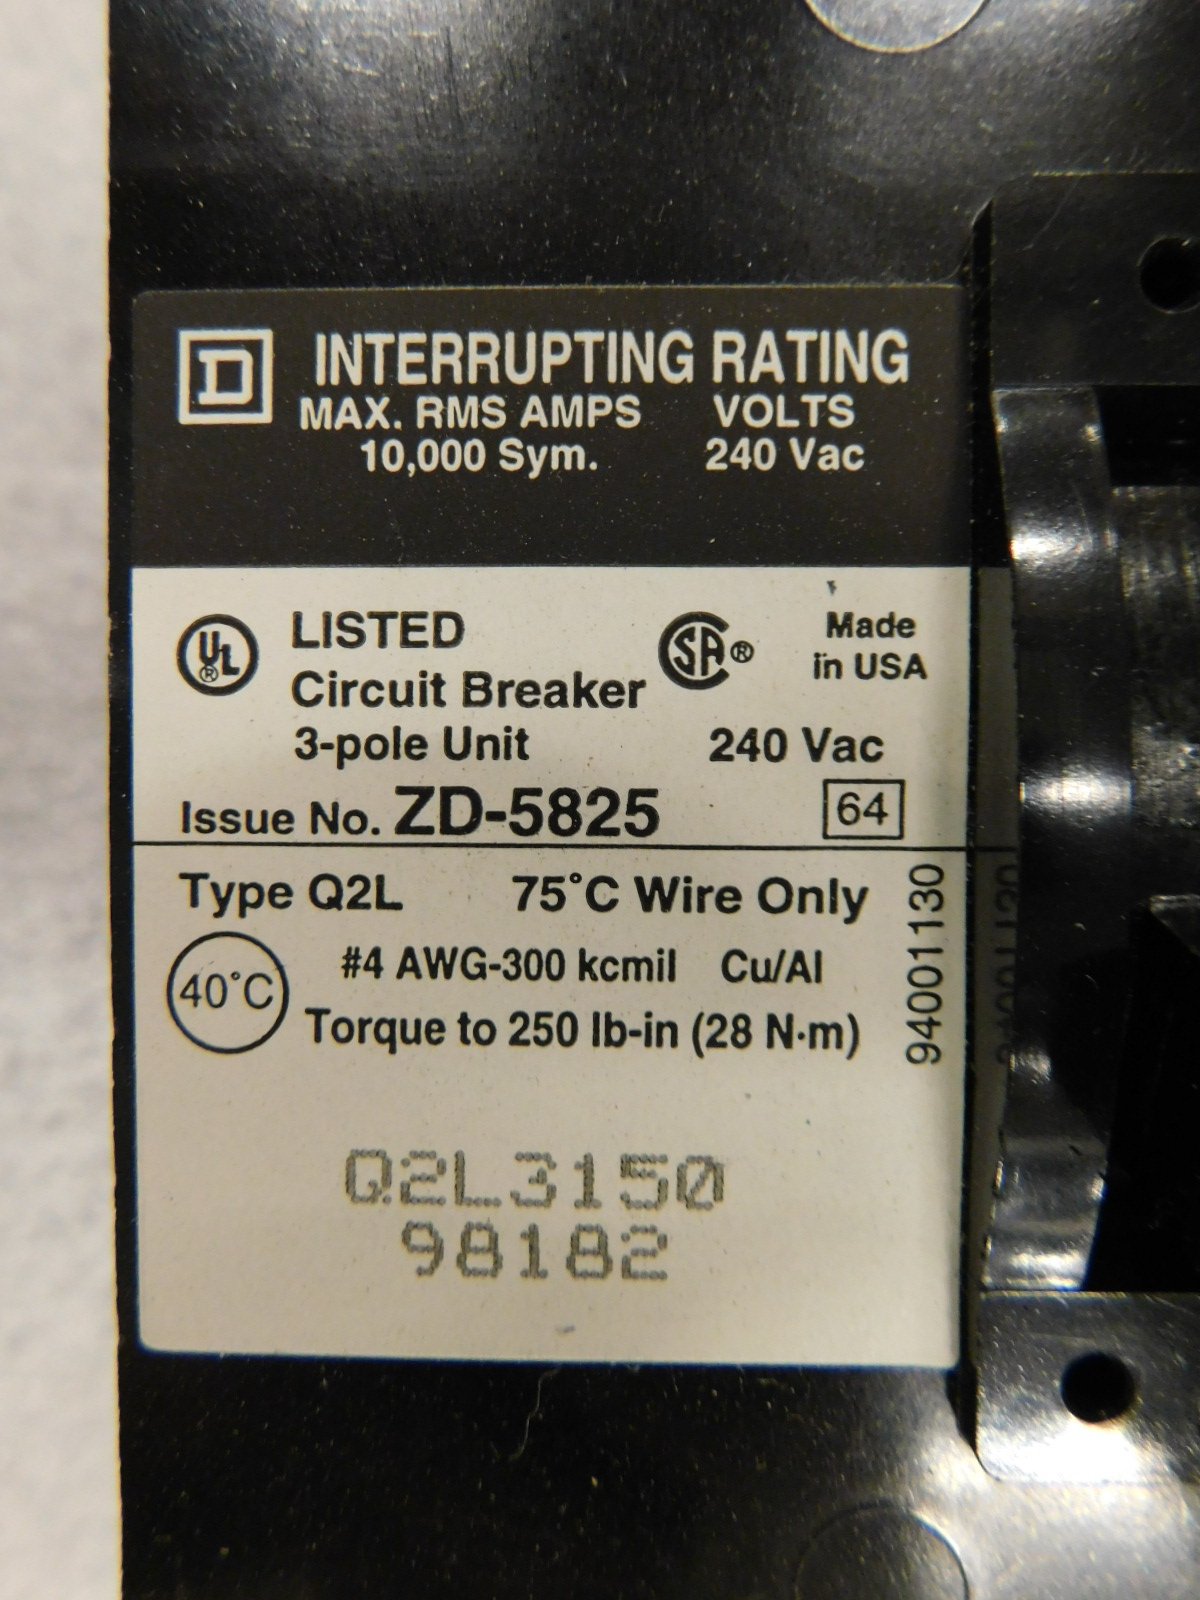 D INTERRUPTING RATING
MAX. RMS AMPS VOLTS
10,000 Sym. 240 Vac
UL® LISTED
Circuit Breaker
3-pole Unit
SA®
Made
in USA
240 Vac
Issue No. ZD-5825 64
Type Q2L 75°C Wire Only
40°C
#4 AWG-300 kcmil Cu/Al
Torque to 250 lb-in (28 N·m)
94001130
Q2L3150
98182